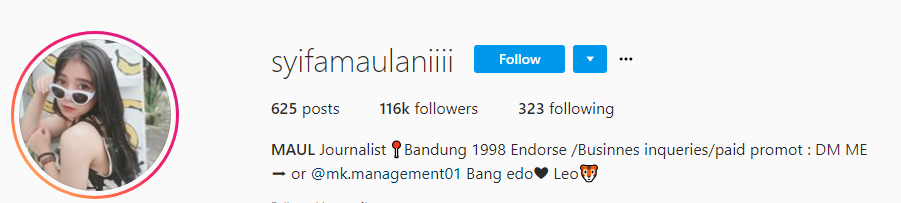 syifamaulaniiii Follow
625 posts 116k followers 323 following
MAUL Journalist📍Bandung 1998 Endorse /Businnes inqueries/paid promot : DM ME
➡ or @mk.management01 Bang edo❤ Leo🐯